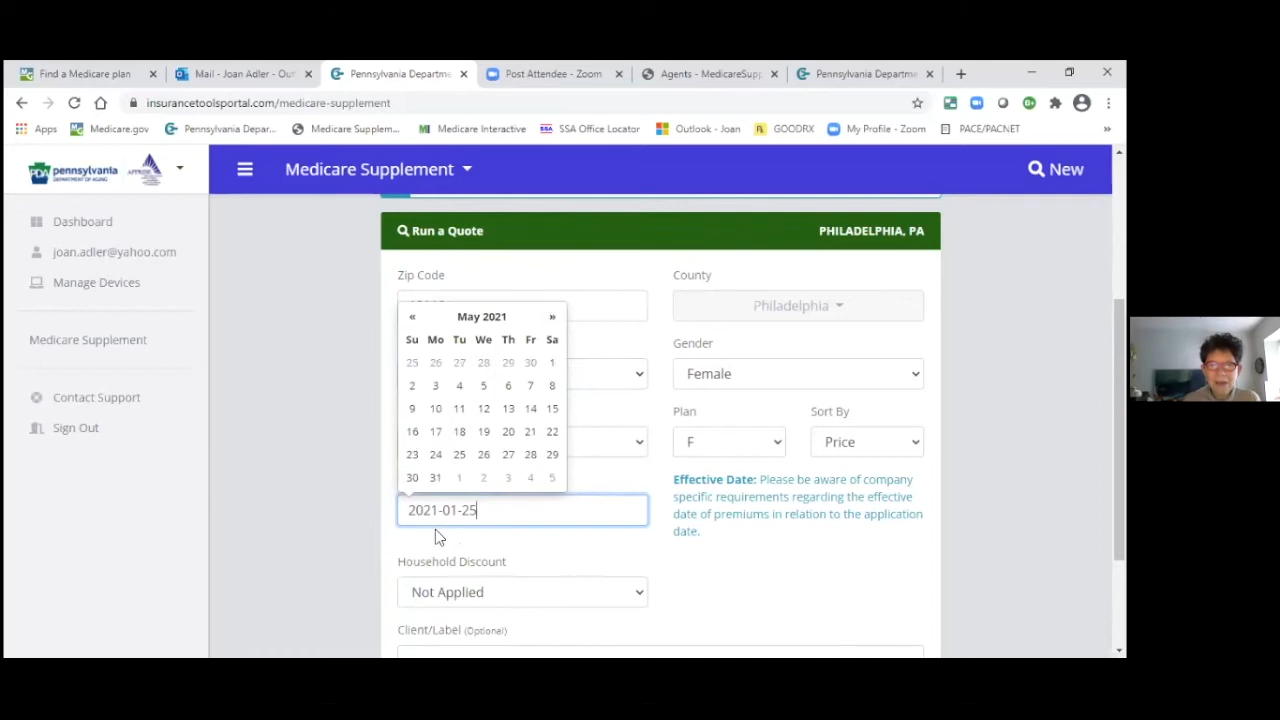 Find a Medicare plan
Mail - Joan Adler - Out
Pennsylvania Departme
Post Attendee - Zoom
Agents - MedicareSupp
Pennsylvania Departme
insurancetoolsportal.com/medicare-supplement
Apps
Medicare.gov
Pennsylvania Depar...
Medicare Supplem...
MI Medicare Interactive
SSA SSA Office Locator
Outlook - Joan
GOODRX
My Profile - Zoom
PACE/PACNET
»
PDA pennsylvania
DEPARTMENT OF AGING
APPRISE
Medicare Supplement
New
Dashboard
joan.adler@yahoo.com
Manage Devices
Medicare Supplement
Contact Support
Sign Out
Run a Quote
PHILADELPHIA, PA
Zip Code
County
Philadelphia
« May 2021 »
Su Mo Tu We Th Fr Sa
25 26 27 28 29 30 1
2 3 4 5 6 7 8
9 10 11 12 13 14 15
16 17 18 19 20 21 22
23 24 25 26 27 28 29
30 31 1 2 3 4 5
Gender
Female
Plan
Sort By
F
Price
2021-01-25
Effective Date: Please be aware of company
specific requirements regarding the effective
date of premiums in relation to the application
date.
Household Discount
Not Applied
Client/Label (Optional)